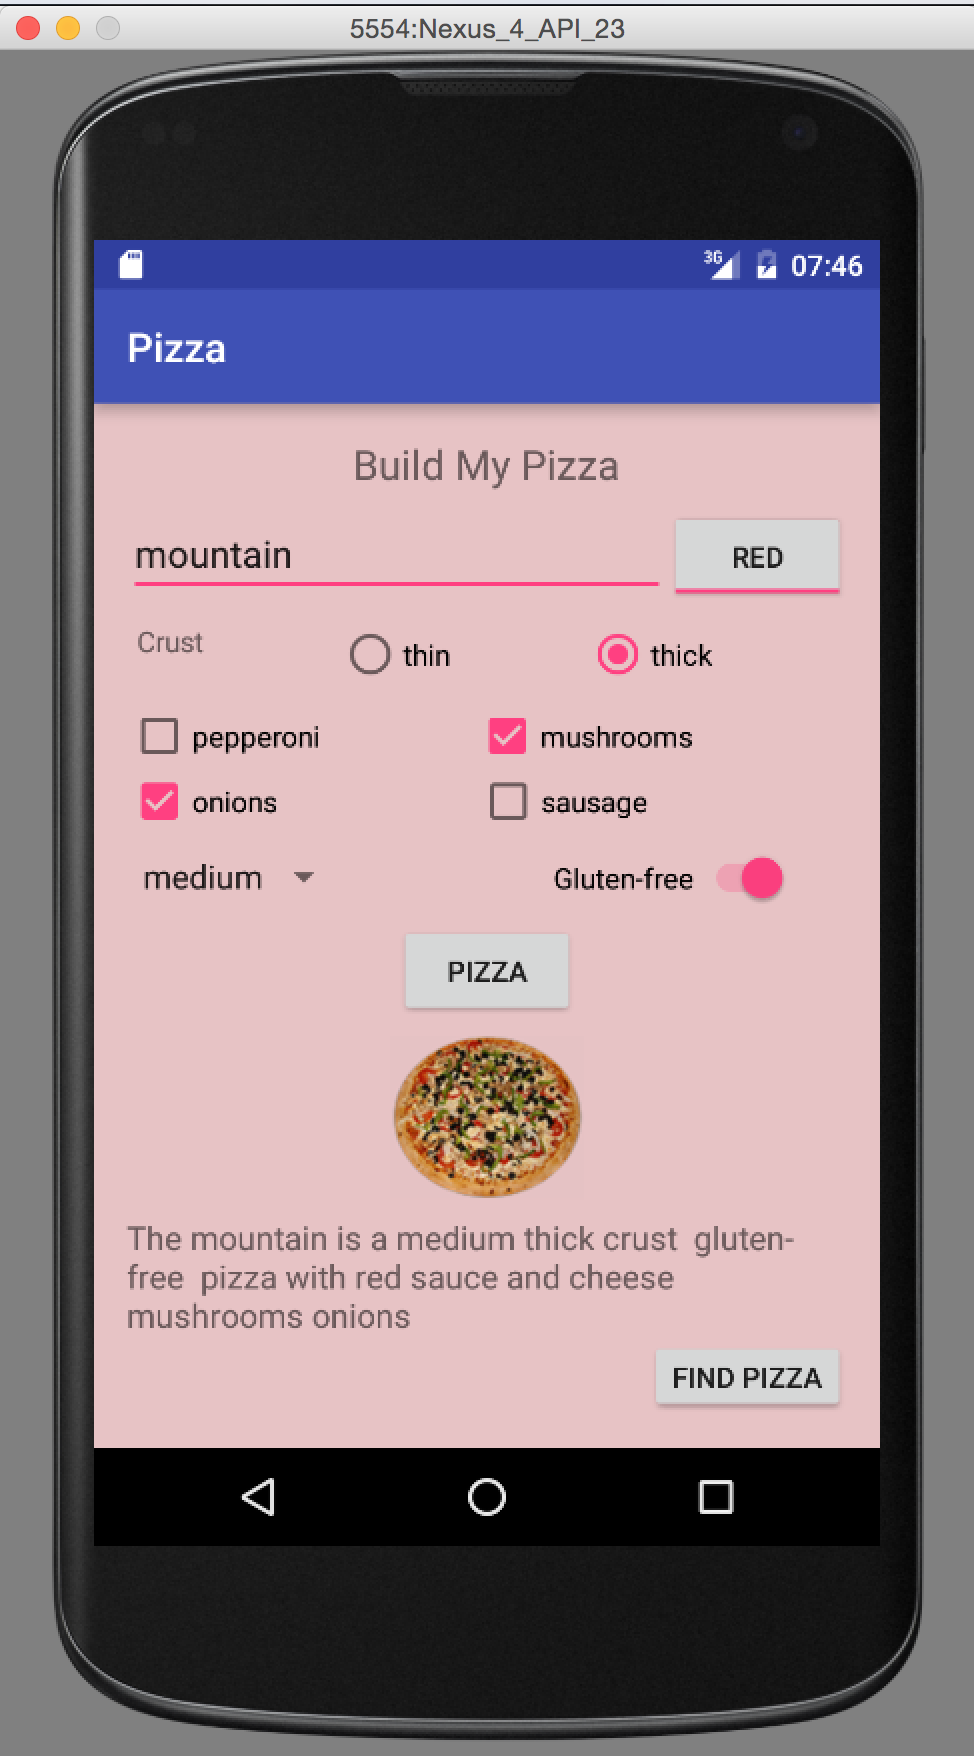 5554:Nexus_4_API_23
3G 07:46
Pizza
Build My Pizza
mountain RED
Crust thin thick
pepperoni mushrooms
onions sausage
medium Gluten-free
PIZZA
The mountain is a medium thick crust  gluten-
free  pizza with red sauce and cheese
mushrooms onions
FIND PIZZA